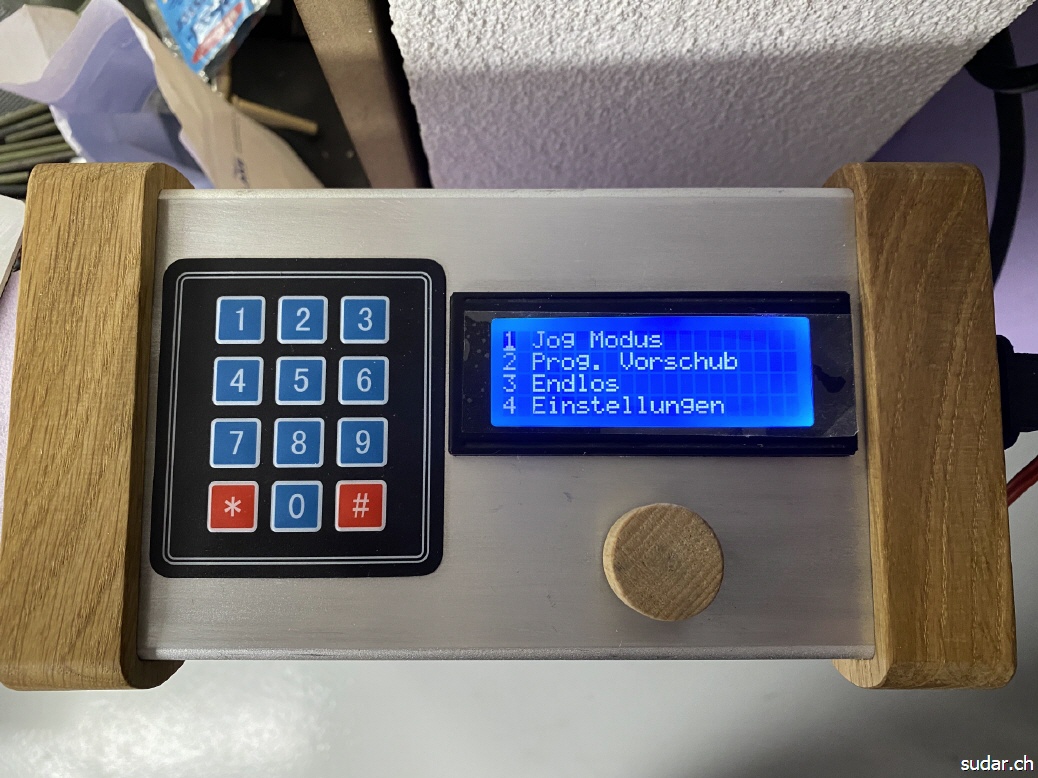 1 2 3
4 5 6
7 8 9
* 0 #
1 Jog Modus
2 Prog. Vorschub
3 Endlos
4 Einstellungen
sudar.ch